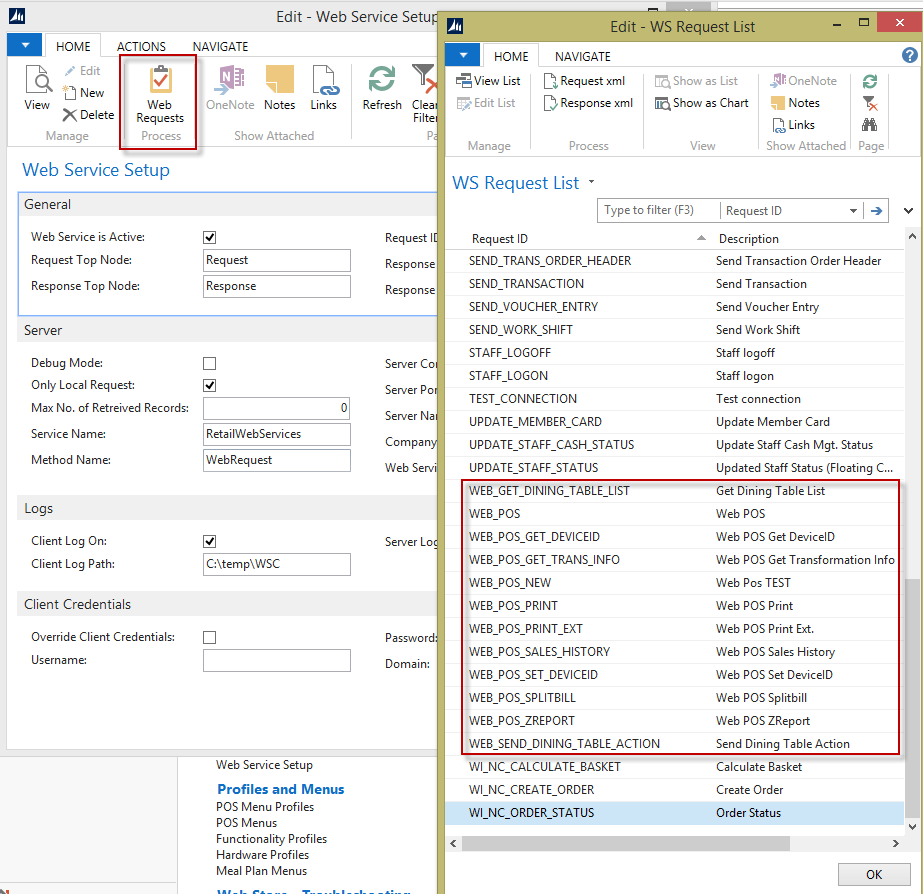 Edit - Web Service Setup
HOME ACTIONS NAVIGATE
View
Edit
New
Delete
Manage
Web Requests
Process
OneNote
Notes
Links
Show Attached
Refresh
Clear
Filter
Pa
Web Service Setup
General
Web Service is Active:
Request Top Node: Request
Response Top Node: Response
Request ID
Response
Response
Server
Debug Mode:
Only Local Request:
Max No. of Retreived Records: 0
Service Name: RetailWebServices
Method Name: WebRequest
Server Con
Server Por
Server Nar
Company
Web Servi
Logs
Client Log On:
Client Log Path: C:\temp\WSC
Server Log
Client Credentials
Override Client Credentials:
Username:
Password:
Domain:
Web Service Setup
Profiles and Menus
POS Menu Profiles
POS Menus
Functionality Profiles
Hardware Profiles
Meal Plan Menus
Web Store - Troubleshooting
Edit - WS Request List
HOME NAVIGATE
View List
Edit List
Manage
Request xml
Response xml
Process
Show as List
Show as Chart
View
OneNote
Notes
Links
Show Attached
Page
WS Request List
Type to filter (F3) Request ID
Request ID Description
SEND_TRANS_ORDER_HEADER Send Transaction Order Header
SEND_TRANSACTION Send Transaction
SEND_VOUCHER_ENTRY Send Voucher Entry
SEND_WORK_SHIFT Send Work Shift
STAFF_LOGOFF Staff logoff
STAFF_LOGON Staff logon
TEST_CONNECTION Test connection
UPDATE_MEMBER_CARD Update Member Card
UPDATE_STAFF_CASH_STATUS Update Staff Cash Mgt. Status
UPDATE_STAFF_STATUS Updated Staff Status (Floating C...
WEB_GET_DINING_TABLE_LIST Get Dining Table List
WEB_POS Web POS
WEB_POS_GET_DEVICEID Web POS Get DeviceID
WEB_POS_GET_TRANS_INFO Web POS Get Transformation Info
WEB_POS_NEW Web Pos TEST
WEB_POS_PRINT Web POS Print
WEB_POS_PRINT_EXT Web POS Print Ext.
WEB_POS_SALES_HISTORY Web POS Sales History
WEB_POS_SET_DEVICEID Web POS Set DeviceID
WEB_POS_SPLITBILL Web POS Splitbill
WEB_POS_ZREPORT Web POS ZReport
WEB_SEND_DINING_TABLE_ACTION Send Dining Table Action
WI_NC_CALCULATE_BASKET Calculate Basket
WI_NC_CREATE_ORDER Create Order
WI_NC_ORDER_STATUS Order Status
OK